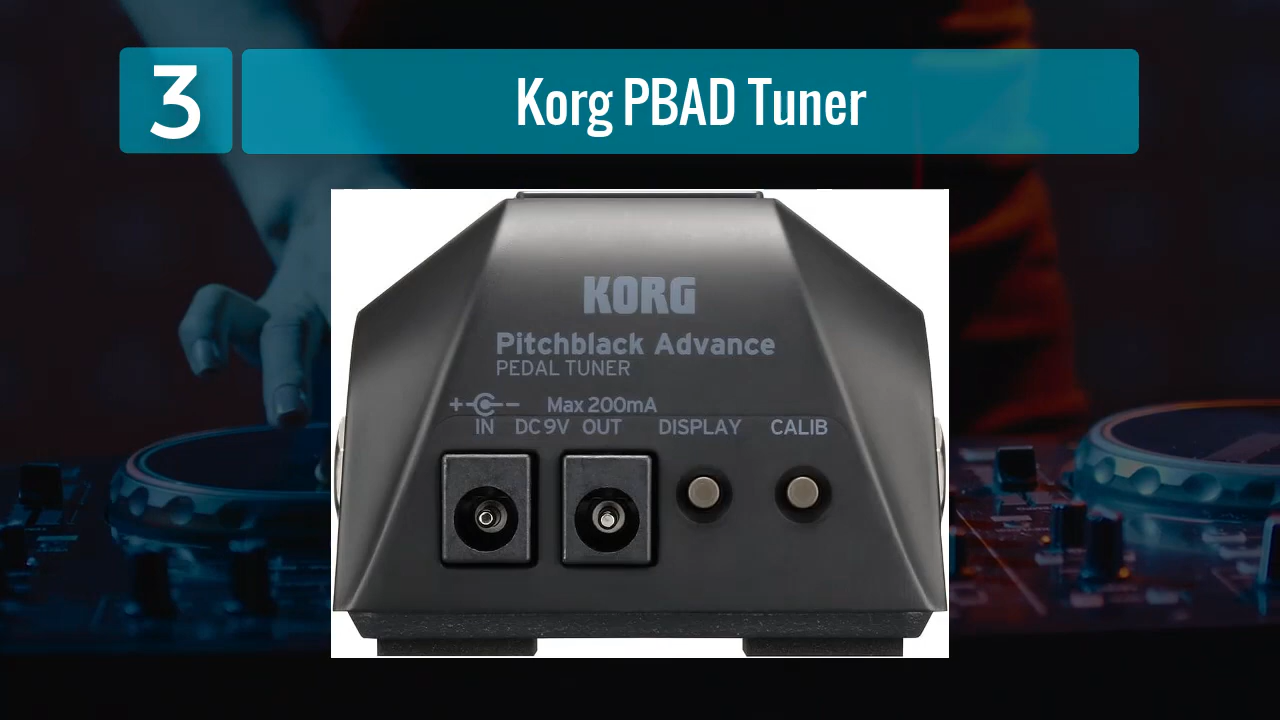 3
Korg PBAD Tuner
KORG
Pitchblack Advance
PEDAL TUNER
+ - Max 200mA
IN DC9V OUT DISPLAY CALIB